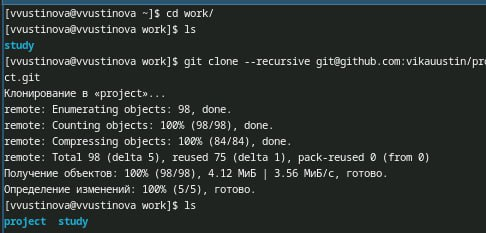 [vvustinova@vvustinova ~]$ cd work/
[vvustinova@vvustinova work]$ ls
study
[vvustinova@vvustinova work]$ git clone --recursive git@github.com:vikauustin/pro
ct.git
Клонирование в «project»...
remote: Enumerating objects: 98, done.
remote: Counting objects: 100% (98/98), done.
remote: Compressing objects: 100% (84/84), done.
remote: Total 98 (delta 5), reused 75 (delta 1), pack-reused 0 (from 0)
Получение объектов: 100% (98/98), 4.12 МиБ | 3.56 МиБ/с, готово.
Определение изменений: 100% (5/5), готово.
[vvustinova@vvustinova work]$ ls
project  study